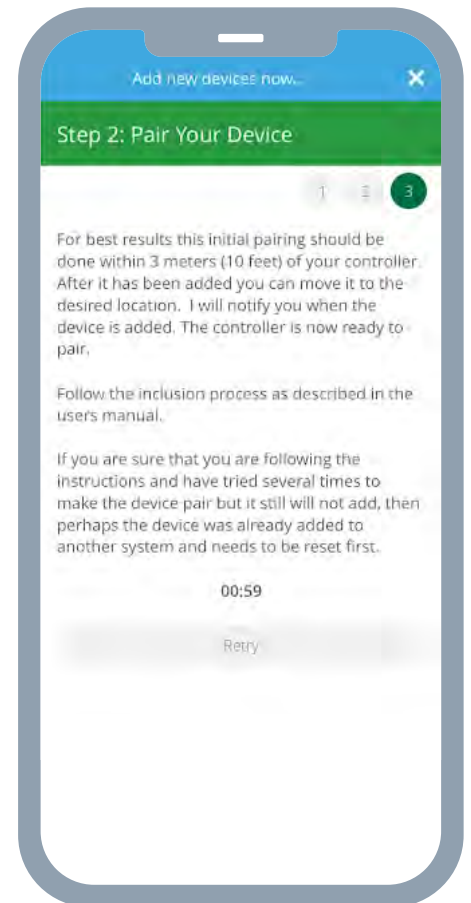 Add new devices now...
Step 2: Pair Your Device
1 2 3
For best results this initial pairing should be
done within 3 meters (10 feet) of your controller.
After it has been added you can move it to the
desired location.  I will notify you when the
device is added. The controller is now ready to
pair.
Follow the inclusion process as described in the
users manual.
If you are sure that you are following the
instructions and have tried several times to
make the device pair but it still will not add, then
perhaps the device was already added to
another system and needs to be reset first.
00:59
Retry